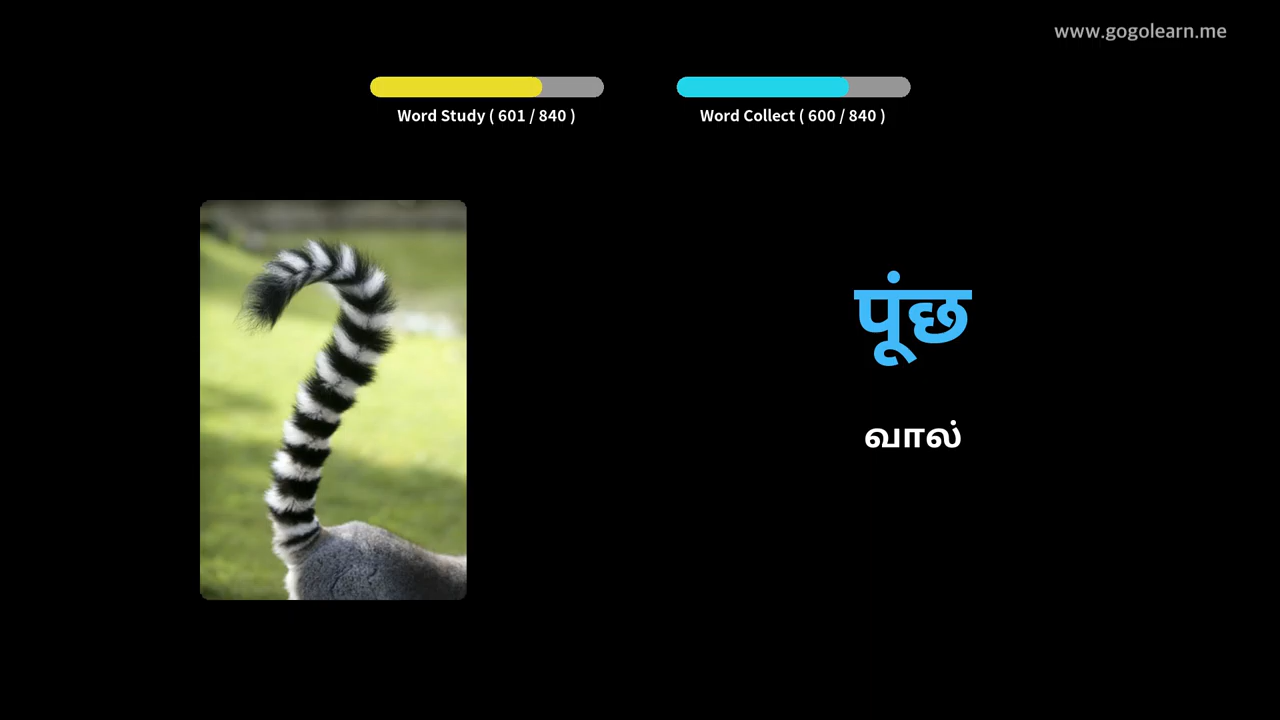 www.gogolearn.me
Word Study ( 601 / 840 )
Word Collect ( 600 / 840 )
पूंछ
வால்